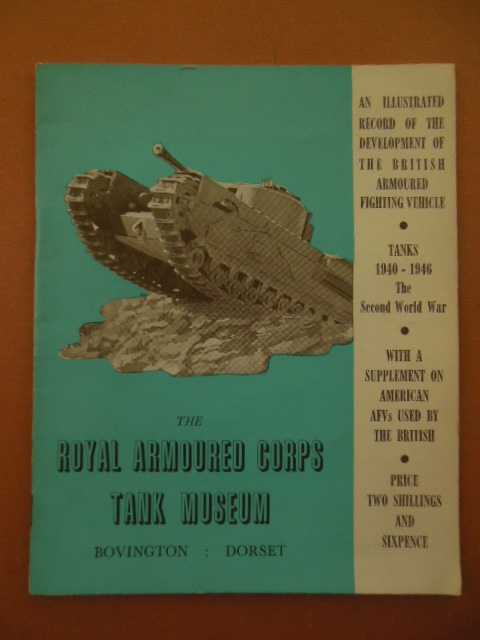 AN ILLUSTRATED
RECORD OF THE
DEVELOPMENT OF
THE BRITISH
ARMOURED
FIGHTING VEHICLE
●
TANKS
1940 - 1946
The
Second World War
●
WITH A
SUPPLEMENT ON
AMERICAN
AFVs USED BY
THE BRITISH
●
PRICE
TWO SHILLINGS
AND
SIXPENCE
THE
ROYAL ARMOURED CORPS
TANK MUSEUM
BOVINGTON : DORSET